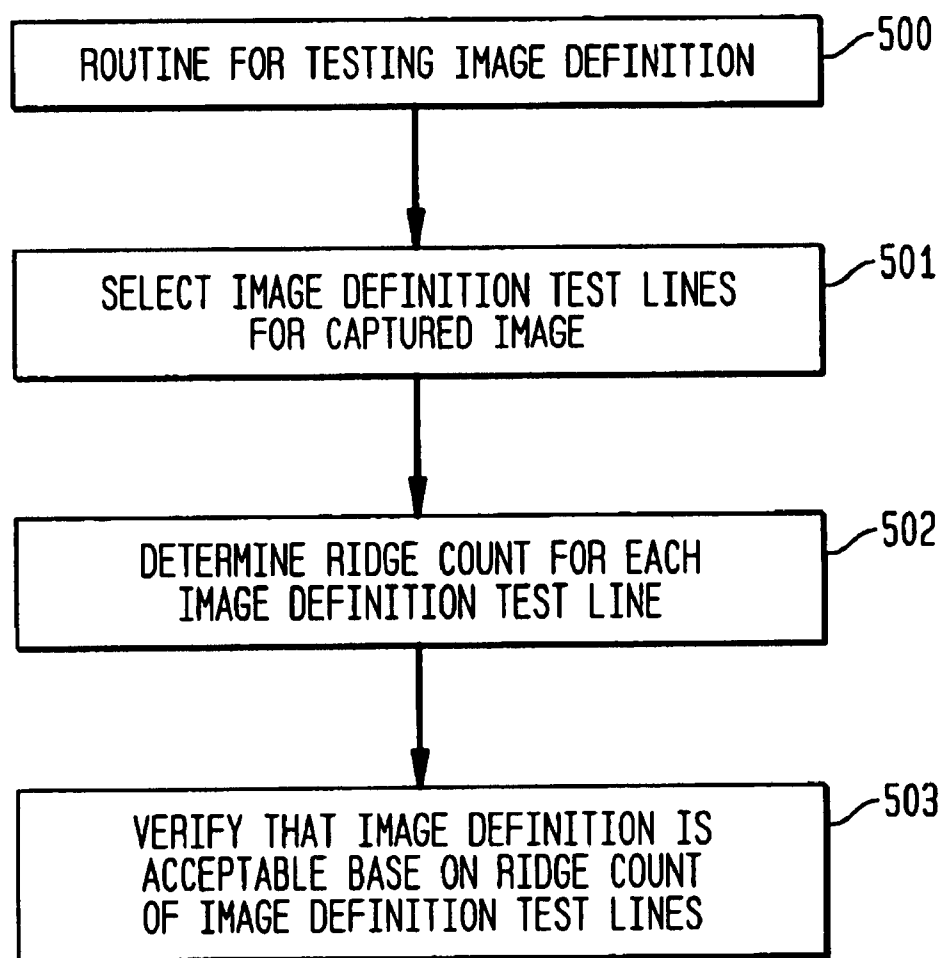 500
ROUTINE FOR TESTING IMAGE DEFINITION
501
SELECT IMAGE DEFINITION TEST LINES
FOR CAPTURED IMAGE
502
DETERMINE RIDGE COUNT FOR EACH
IMAGE DEFINITION TEST LINE
503
VERIFY THAT IMAGE DEFINITION IS
ACCEPTABLE BASE ON RIDGE COUNT
OF IMAGE DEFINITION TEST LINES